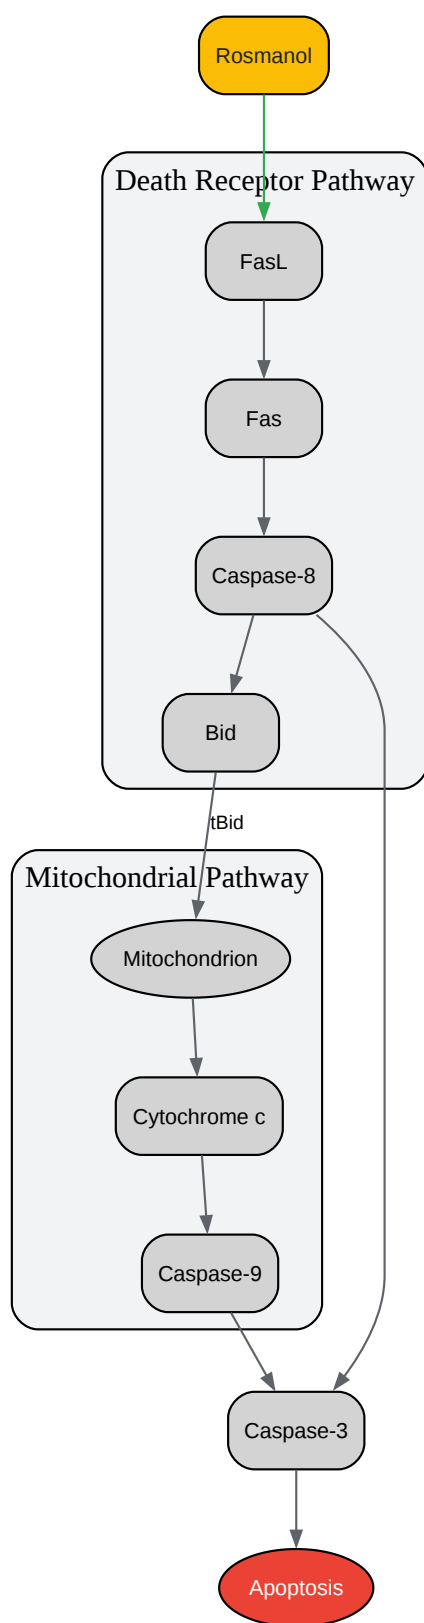 Rosmanol
Death Receptor Pathway
FasL
Fas
Caspase-8
Bid
tBid
Mitochondrial Pathway
Mitochondrion
Cytochrome c
Caspase-9
Caspase-3
Apoptosis